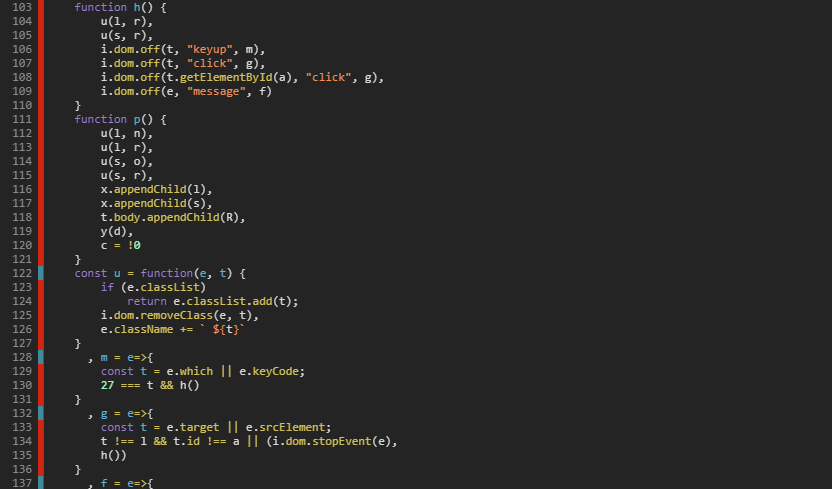 103 function h() {
104 u(l, r),
105 u(s, r),
106 i.dom.off(t, "keyup", m),
107 i.dom.off(t, "click", g),
108 i.dom.off(t.getElementById(a), "click", g),
109 i.dom.off(e, "message", f)
110 }
111 function p() {
112 u(l, n),
113 u(l, r),
114 u(s, o),
115 u(s, r),
116 x.appendChild(l),
117 x.appendChild(s),
118 t.body.appendChild(R),
119 y(d),
120 c = !0
121 }
122 const u = function(e, t) {
123 if (e.classList)
124 return e.classList.add(t);
125 i.dom.removeClass(e, t),
126 e.className += ` ${t}`
127 }
128 , m = e=>{
129 const t = e.which || e.keyCode;
130 27 === t && h()
131 }
132 , g = e=>{
133 const t = e.target || e.srcElement;
134 t !== l && t.id !== a || (i.dom.stopEvent(e),
135 h())
136 }
137 , f = e=>{